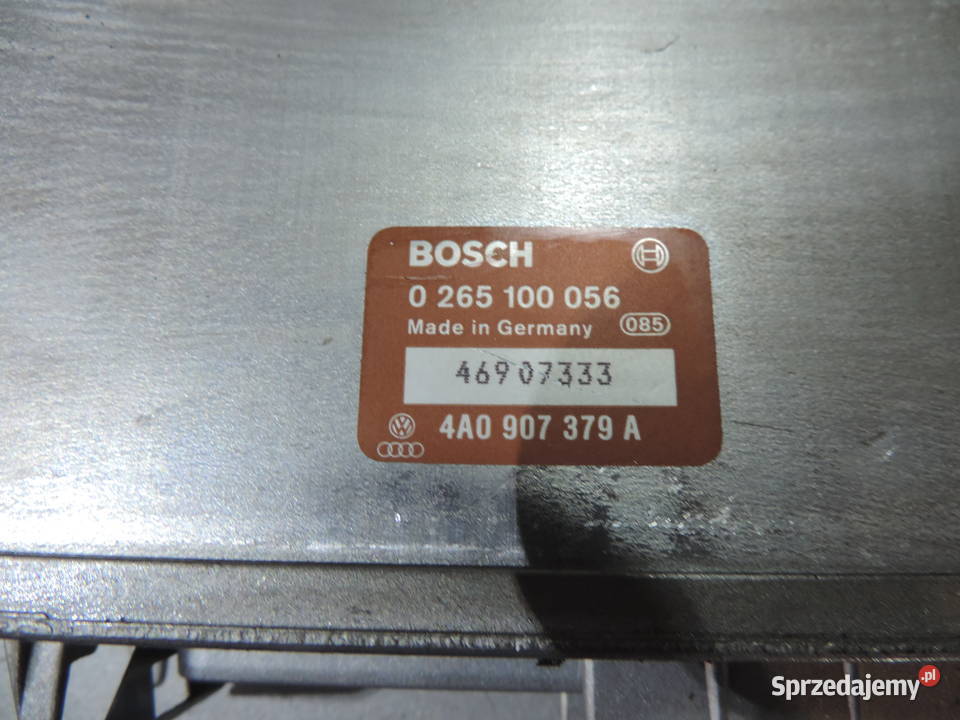 BOSCH
0 265 100 056
Made in Germany 085
46907333
4A0 907 379 A
Sprzedajemy.pl